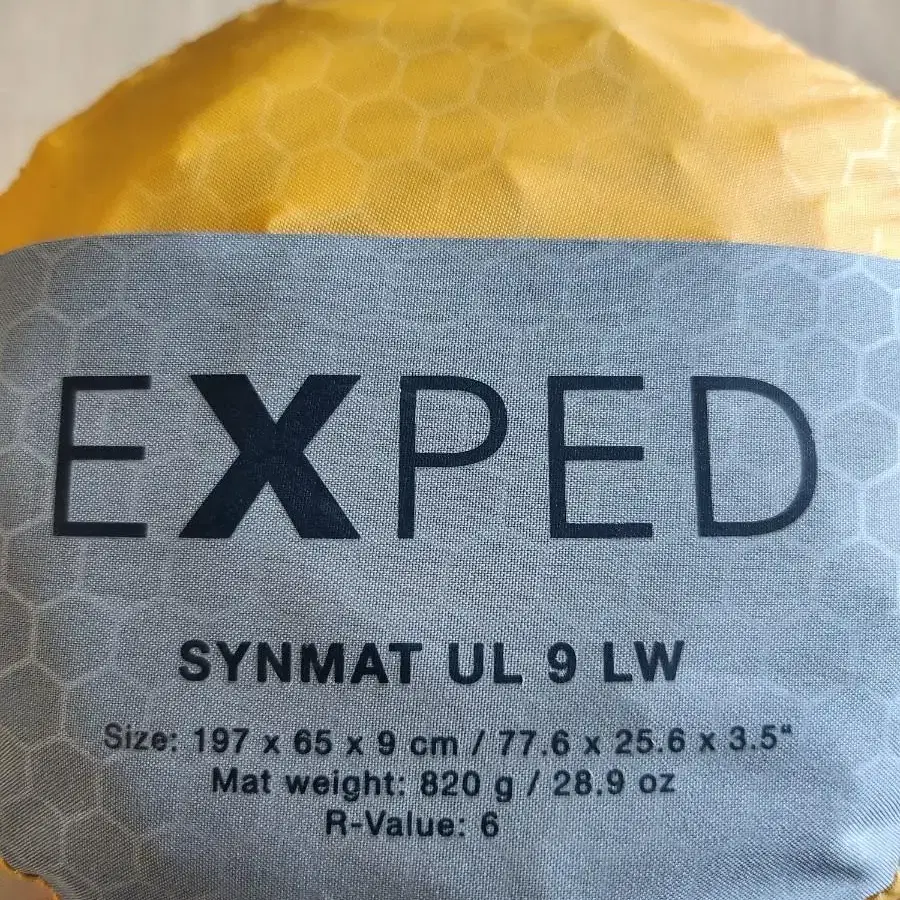 EXPED
SYNMAT UL 9 LW
Size: 197 x 65 x 9 cm / 77.6 x 25.6 x 3.5“
Mat weight: 820 g / 28.9 oz
R-Value: 6